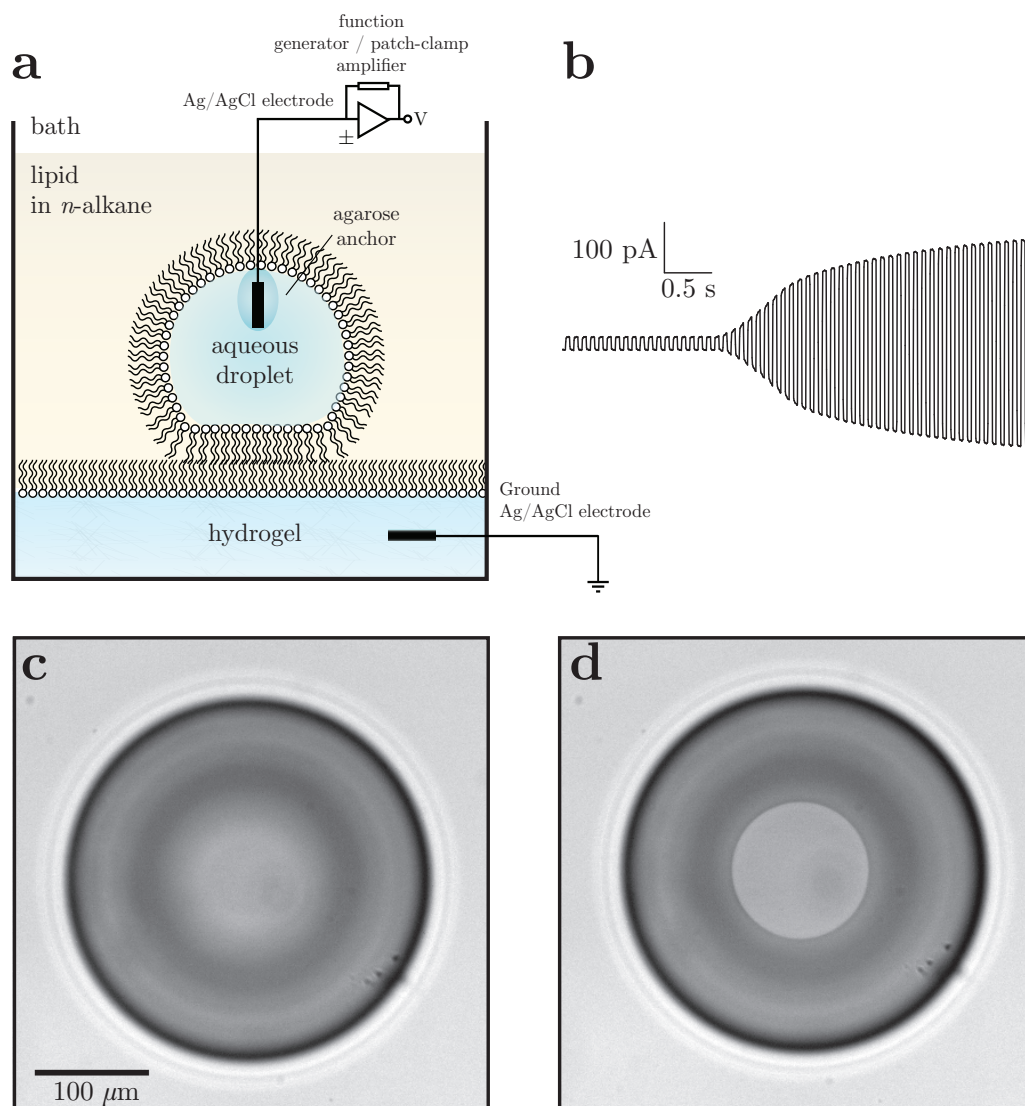 a
function
generator / patch-clamp
amplifier
Ag/AgCl electrode
V
±
bath
lipid
in n-alkane
agarose
anchor
aqueous
droplet
Ground
Ag/AgCl electrode
hydrogel
b
100 pA
0.5 s
c
100 μm
d